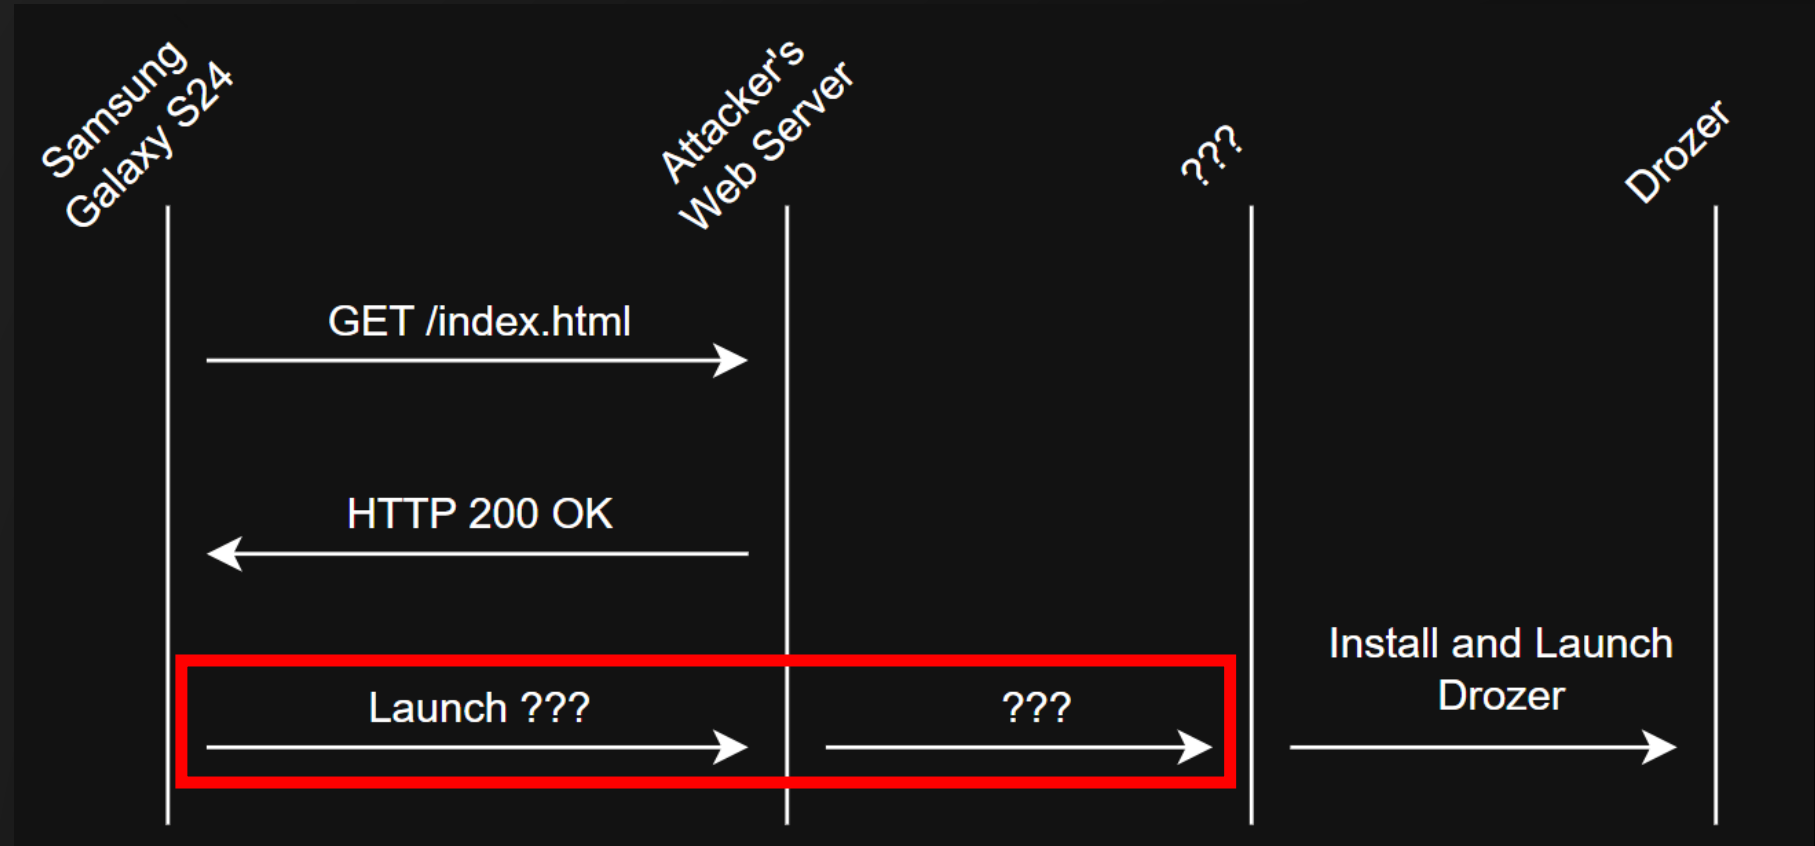 Samsung
Galaxy S24
Attacker's
Web Server
???
Drozer
GET /index.html
HTTP 200 OK
Launch ???
???
Install and Launch
Drozer